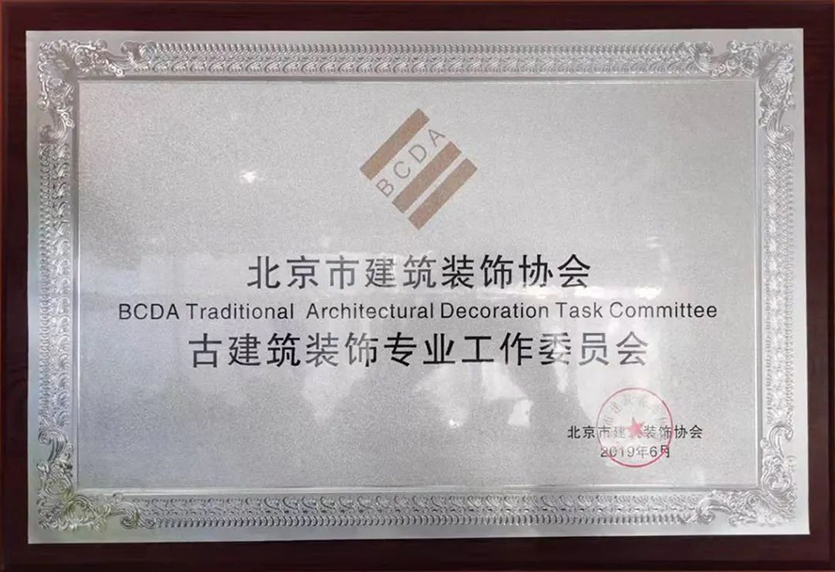 BCDA
北京市建筑装饰协会
BCDA Traditional Architectural Decoration Task Committee
古建筑装饰专业工作委员会
北京市建筑装饰协会
2019年6月